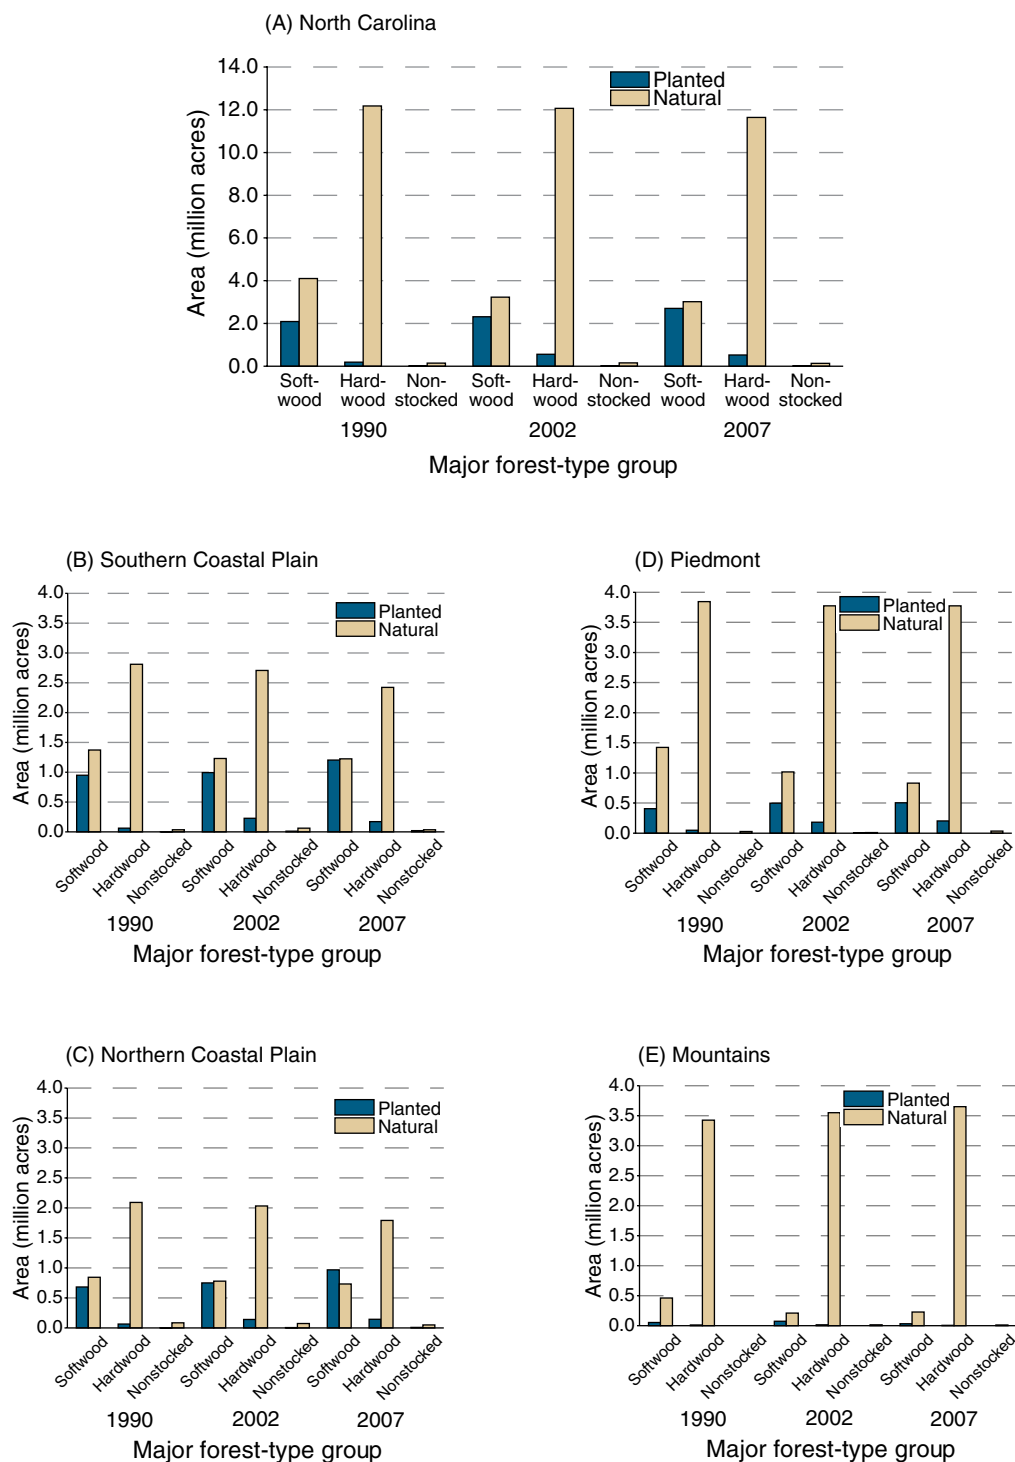 (A) North Carolina
Planted
Natural
14.0
12.0
10.0
8.0
6.0
4.0
2.0
0.0
Area (million acres)
Soft- Hard- Non- Soft- Hard- Non- Soft- Hard- Non-
wood wood stocked wood wood stocked wood wood stocked
1990 2002 2007
Major forest-type group
(B) Southern Coastal Plain
Planted
Natural
4.0
3.5
3.0
2.5
2.0
1.5
1.0
0.5
0.0
Area (million acres)
Softwood Hardwood Nonstocked Softwood Hardwood Nonstocked Softwood Hardwood Nonstocked
1990 2002 2007
Major forest-type group
(D) Piedmont
Planted
Natural
4.0
3.5
3.0
2.5
2.0
1.5
1.0
0.5
0.0
Area (million acres)
Softwood Hardwood Nonstocked Softwood Hardwood Nonstocked Softwood Hardwood Nonstocked
1990 2002 2007
Major forest-type group
(C) Northern Coastal Plain
Planted
Natural
4.0
3.5
3.0
2.5
2.0
1.5
1.0
0.5
0.0
Area (million acres)
Softwood Hardwood Nonstocked Softwood Hardwood Nonstocked Softwood Hardwood Nonstocked
1990 2002 2007
Major forest-type group
(E) Mountains
Planted
Natural
4.0
3.5
3.0
2.5
2.0
1.5
1.0
0.5
0.0
Area (million acres)
Softwood Hardwood Nonstocked Softwood Hardwood Nonstocked Softwood Hardwood Nonstocked
1990 2002 2007
Major forest-type group